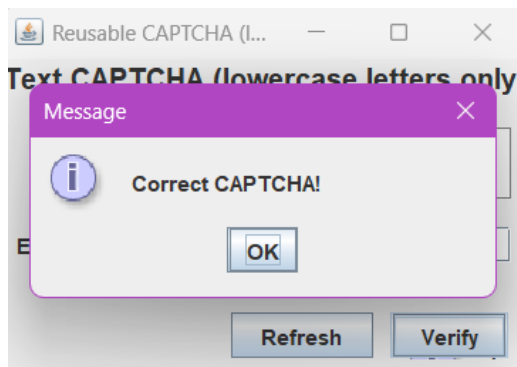 Reusable CAPTCHA (l...
Text CAPTCHA (lowercase letters only
Message
i
Correct CAPTCHA!
OK
E
Refresh
Verify